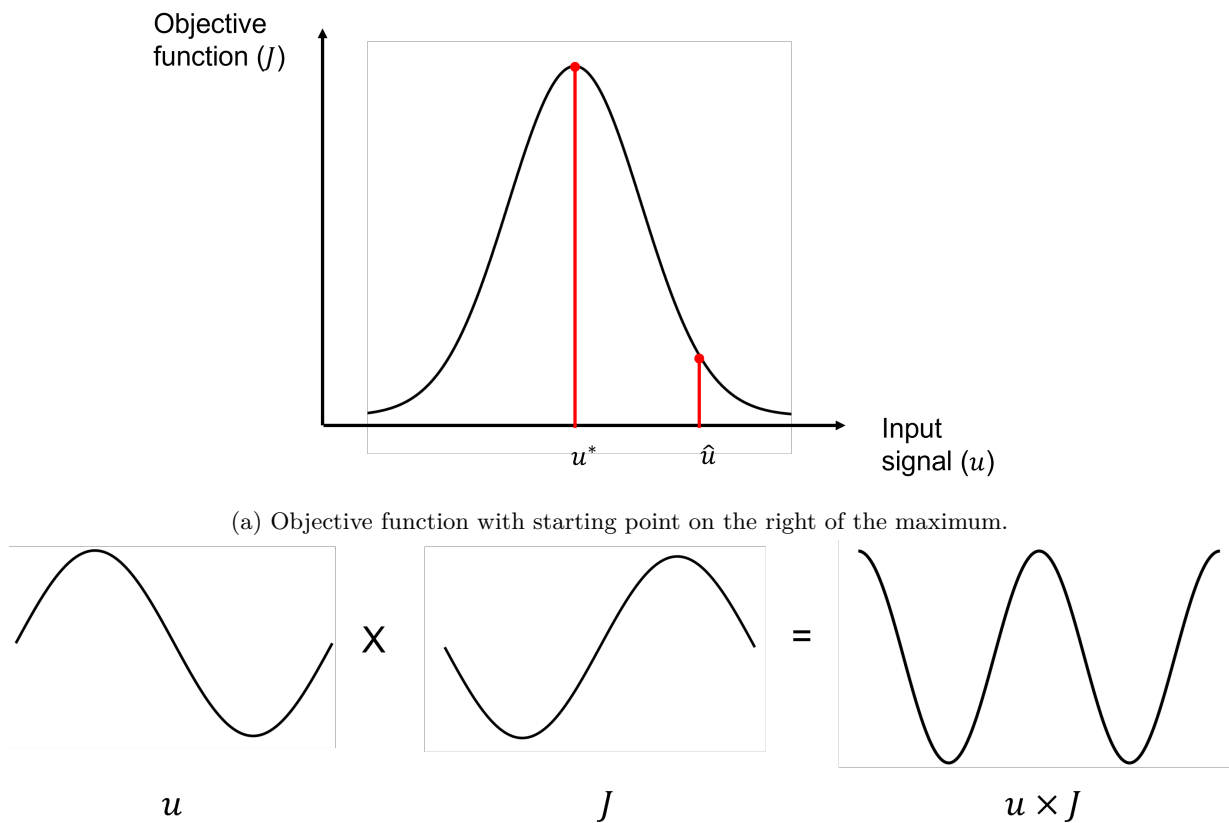 Objective
function (J)
Input
signal (u)
u* û
(a) Objective function with starting point on the right of the maximum.
X =
u J u × J